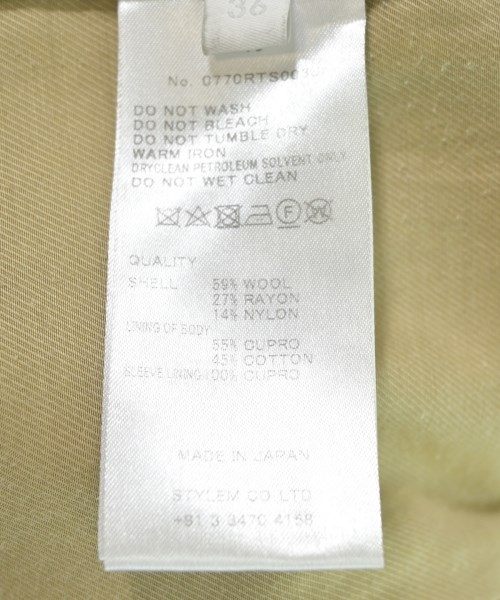 36
No. 0770RTS00
DO NOT WASH
DO NOT BLEACH
DO NOT TUMBLE DRY
WARM IRON
DRYCLEAN PETROLEUM SOLVENT ONLY
DO NOT WET CLEAN
F W
QUALITY
SHELL 59% WOOL
27% RAYON
14% NYLON
LINING OF BODY
55% CUPRO
45% COTTON
SLEEVE LINING 100% CUPRO
MADE IN JAPAN
STYLEM CO LTD
+81 3 3470 4158